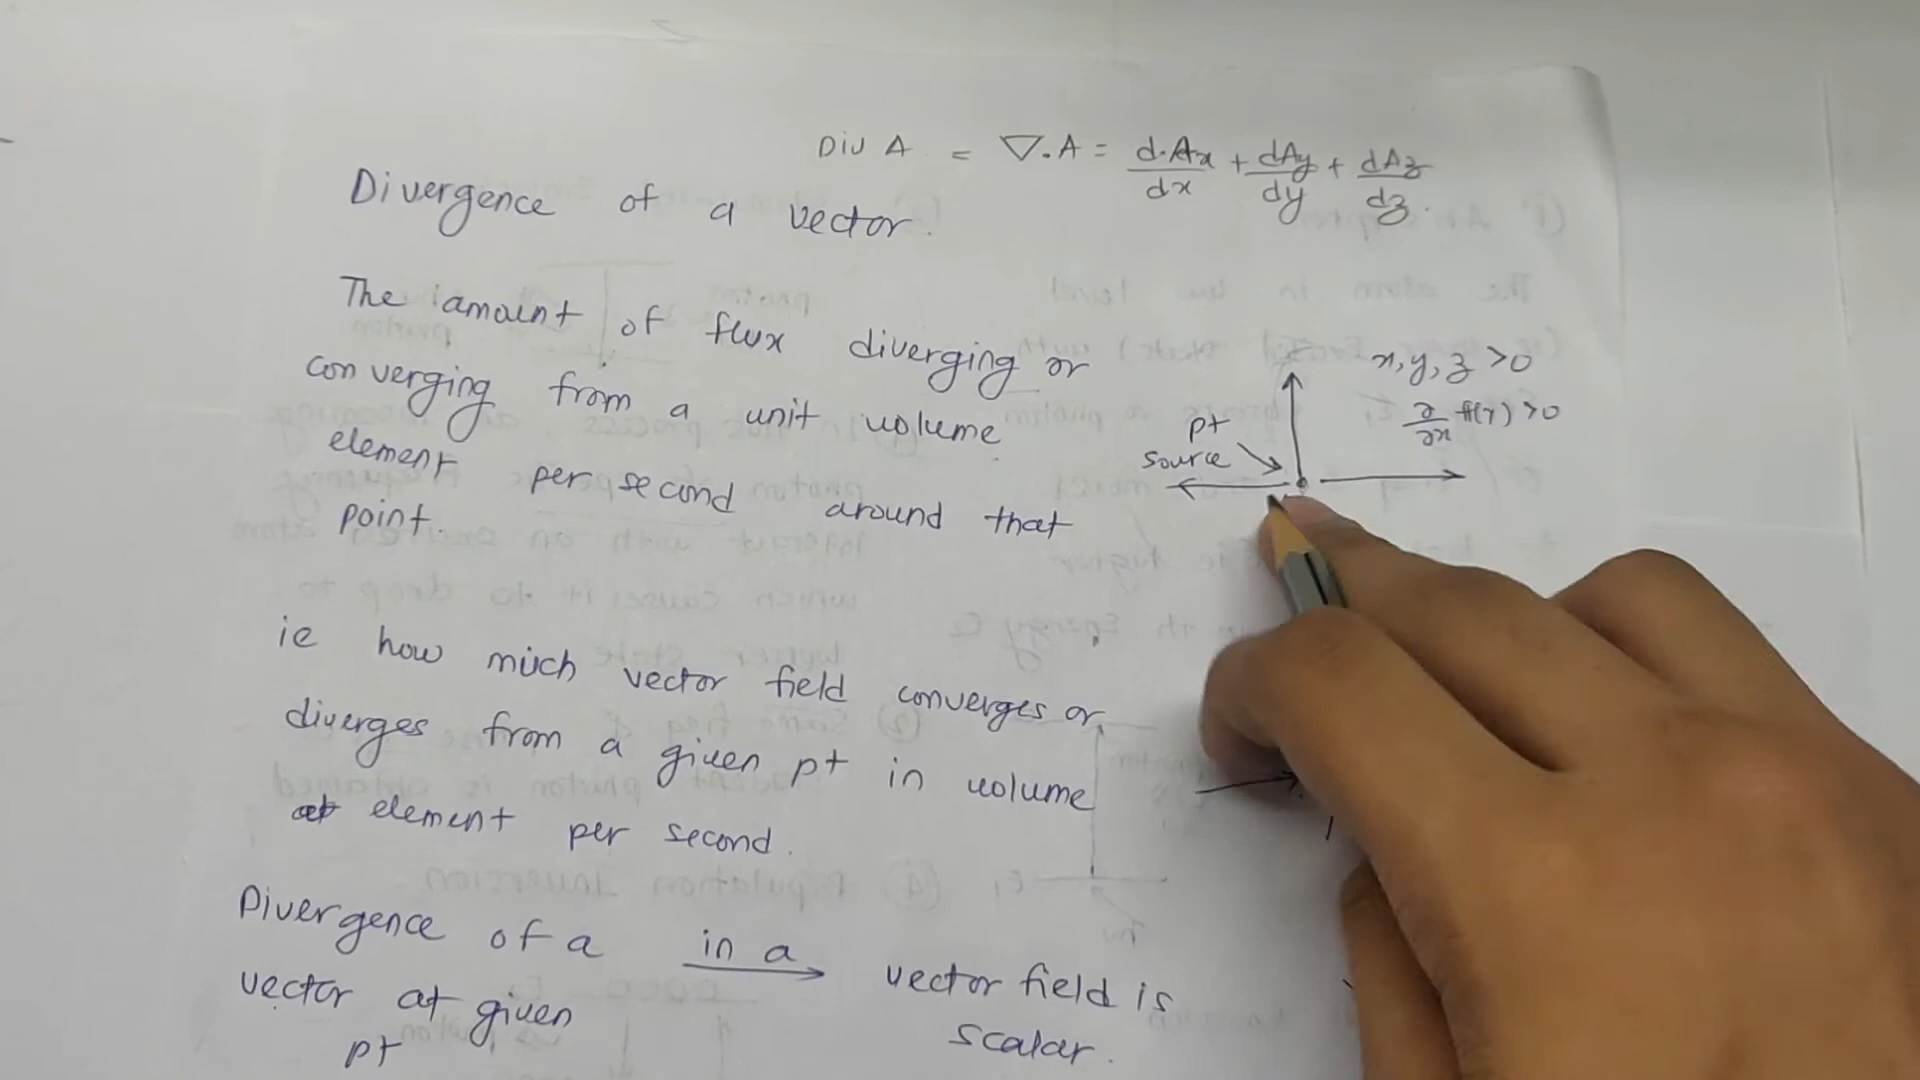 Div A = ∇.A = d.Ax/dx + dAy/dy + dAz/dz.
Divergence of a vector.
The amount of flux diverging or
converging from a unit volume
element per second around that
point.
x, y, z >0
∂/∂x f(r) >0
pt
source
ie how much vector field converges or
diverges from a given pt in volume
element per second.
Divergence of a in a vector field is
vector at given scalar.
pt